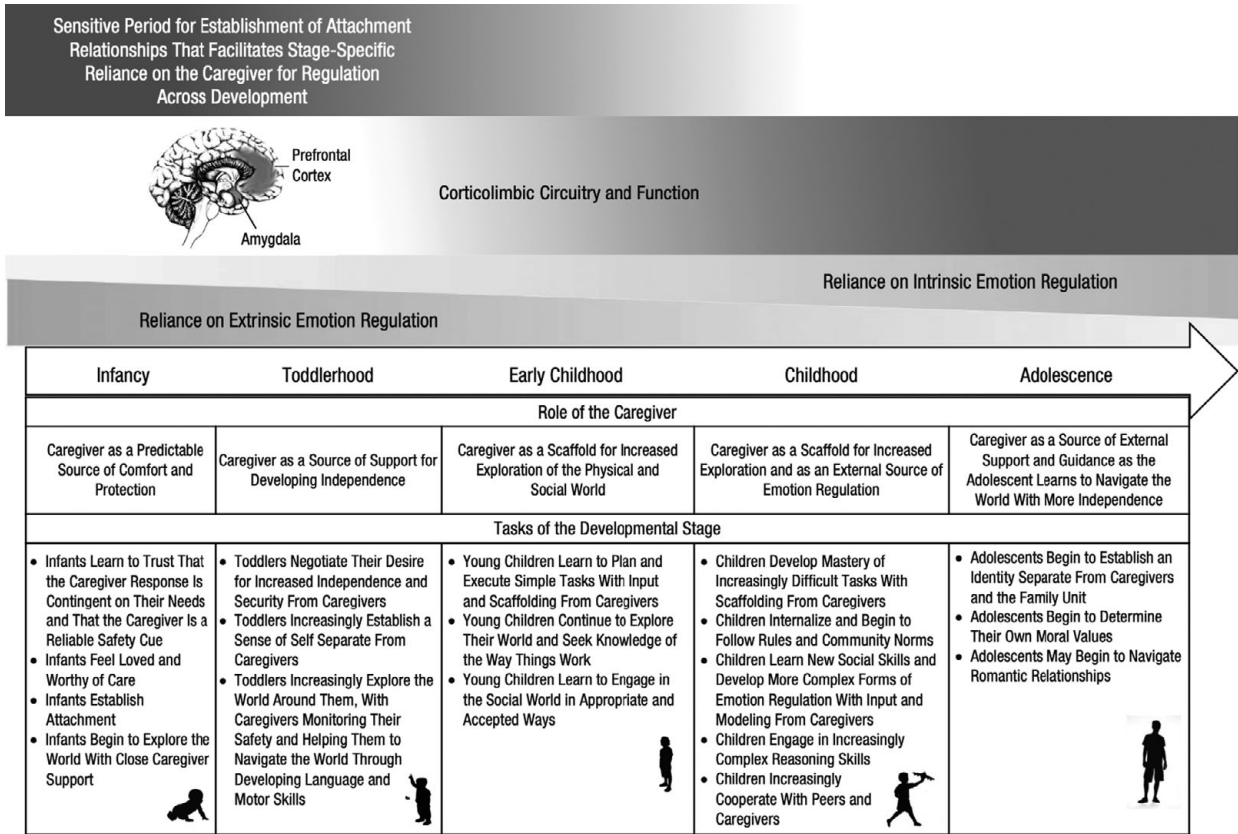 Sensitive Period for Establishment of Attachment
Relationships That Facilitates Stage-Specific
Reliance on the Caregiver for Regulation
Across Development
Prefrontal
Cortex
Amygdala
Corticolimbic Circuitry and Function
Reliance on Intrinsic Emotion Regulation
Reliance on Extrinsic Emotion Regulation
Infancy
Toddlerhood
Early Childhood
Childhood
Adolescence
Role of the Caregiver
Caregiver as a Predictable
Source of Comfort and
Protection
Caregiver as a Source of Support for
Developing Independence
Caregiver as a Scaffold for Increased
Exploration of the Physical and
Social World
Caregiver as a Scaffold for Increased
Exploration and as an External Source of
Emotion Regulation
Caregiver as a Source of External
Support and Guidance as the
Adolescent Learns to Navigate the
World With More Independence
Tasks of the Developmental Stage
• Infants Learn to Trust That
the Caregiver Response Is
Contingent on Their Needs
and That the Caregiver Is a
Reliable Safety Cue
• Infants Feel Loved and
Worthy of Care
• Infants Establish
Attachment
• Infants Begin to Explore the
World With Close Caregiver
Support
• Toddlers Negotiate Their Desire
for Increased Independence and
Security From Caregivers
• Toddlers Increasingly Establish a
Sense of Self Separate From
Caregivers
• Toddlers Increasingly Explore the
World Around Them, With
Caregivers Monitoring Their
Safety and Helping Them to
Navigate the World Through
Developing Language and
Motor Skills
• Young Children Learn to Plan and
Execute Simple Tasks With Input
and Scaffolding From Caregivers
• Young Children Continue to Explore
Their World and Seek Knowledge of
the Way Things Work
• Young Children Learn to Engage in
the Social World in Appropriate and
Accepted Ways
• Children Develop Mastery of
Increasingly Difficult Tasks With
Scaffolding From Caregivers
• Children Internalize and Begin to
Follow Rules and Community Norms
• Children Learn New Social Skills and
Develop More Complex Forms of
Emotion Regulation With Input and
Modeling From Caregivers
• Children Engage in Increasingly
Complex Reasoning Skills
• Children Increasingly
Cooperate With Peers and
Caregivers
• Adolescents Begin to Establish an
Identity Separate From Caregivers
and the Family Unit
• Adolescents Begin to Determine
Their Own Moral Values
• Adolescents May Begin to Navigate
Romantic Relationships